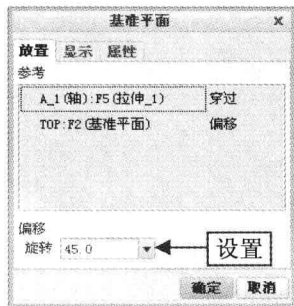 基准平面 ×
放置 显示 属性
参考
A_1(轴):F5(拉伸_1) 穿过
TOP:F2(基准平面) 偏移
偏移
旋转 45.0 设置
确定 取消